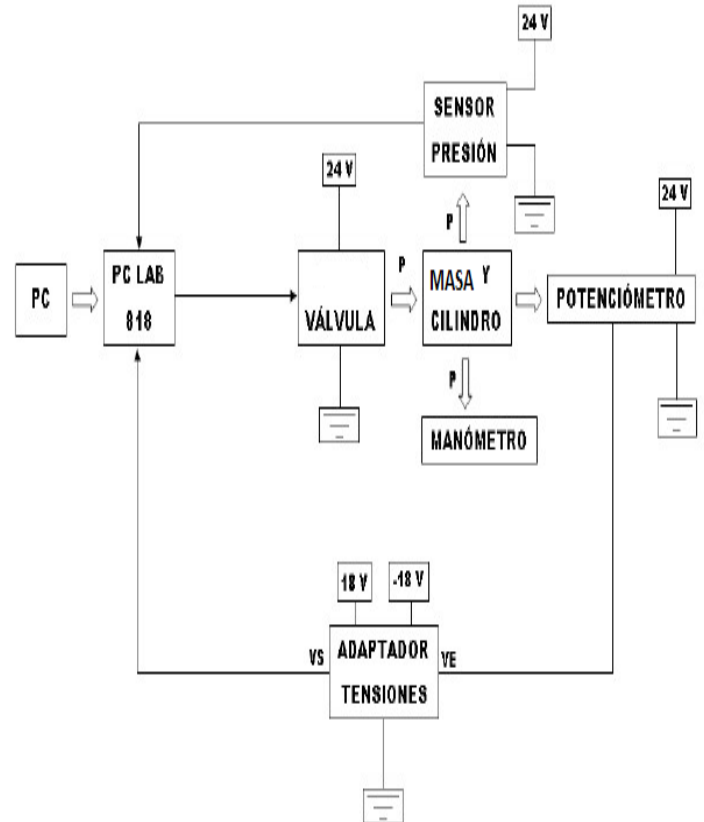 24 V
SENSOR
PRESIÓN
24 V
24 V
P
PC
PC LAB
818
VÁLVULA
P
MASA Y
CILINDRO
POTENCIÓMETRO
P
MANÓMETRO
18 V
-18 V
VS
ADAPTADOR
TENSIONES
VE